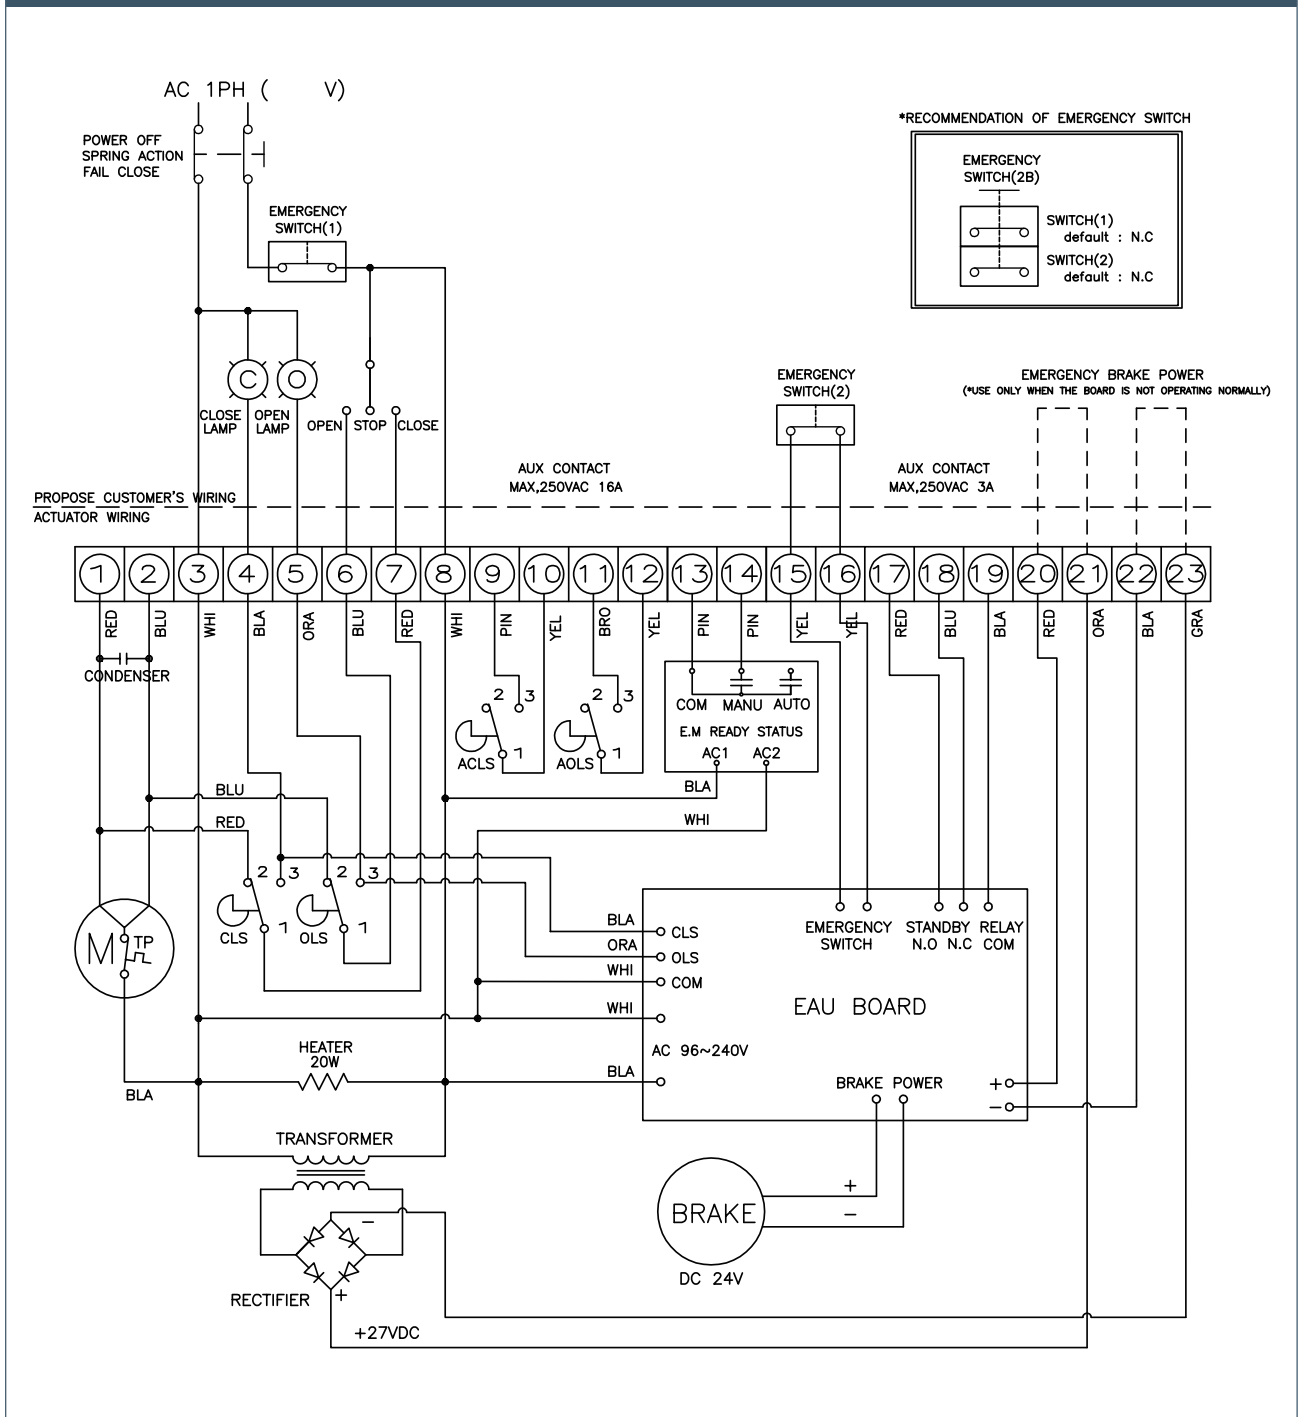 AC 1PH ( V)
POWER OFF
SPRING ACTION
FAIL CLOSE
*RECOMMENDATION OF EMERGENCY SWITCH
EMERGENCY
SWITCH(2B)
SWITCH(1)
default : N.C
SWITCH(2)
default : N.C
EMERGENCY
SWITCH(1)
C
O
CLOSE
LAMP
OPEN
LAMP
OPEN
STOP
CLOSE
EMERGENCY
SWITCH(2)
EMERGENCY BRAKE POWER
(*USE ONLY WHEN THE BOARD IS NOT OPERATING NORMALLY)
AUX CONTACT
MAX,250VAC 16A
AUX CONTACT
MAX,250VAC 3A
PROPOSE CUSTOMER'S WIRING
ACTUATOR WIRING
1 2 3 4 5 6 7 8 9 10 11 12 13 14 15 16 17 18 19 20 21 22 23
RED
BLU
WHI
BLA
ORA
BLU
RED
WHI
PIN
YEL
BRO
YEL
PIN
PIN
YEL
YEL
RED
BLU
BLA
RED
ORA
BLA
GRA
CONDENSER
2 3
1
ACLS
2 3
1
AOLS
COM MANU AUTO
E.M READY STATUS
AC1 AC2
BLA
WHI
BLU
RED
2 3
1
CLS
2 3
1
OLS
M
TP
BLA
BLA
ORA
WHI
WHI
BLA
CLS
OLS
COM
AC 96~240V
EMERGENCY
SWITCH
STANDBY RELAY
N.O N.C COM
EAU BOARD
BRAKE POWER
+
−
HEATER
20W
TRANSFORMER
−
+
RECTIFIER
+27VDC
BRAKE
+
−
DC 24V